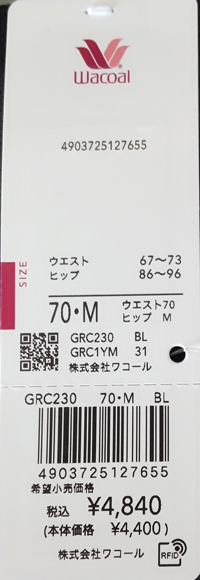 Wacoal
4903725127655
SIZE
ウエスト 67〜73
ヒップ 86〜96
70・M ウエスト70
ヒップ M
GRC230 BL
GRC1YM 31
株式会社ワコール
GRC230 70・M BL
4903725127655
希望小売価格
税込 ¥4,840
(本体価格 ¥4,400)
株式会社ワコール
RFID